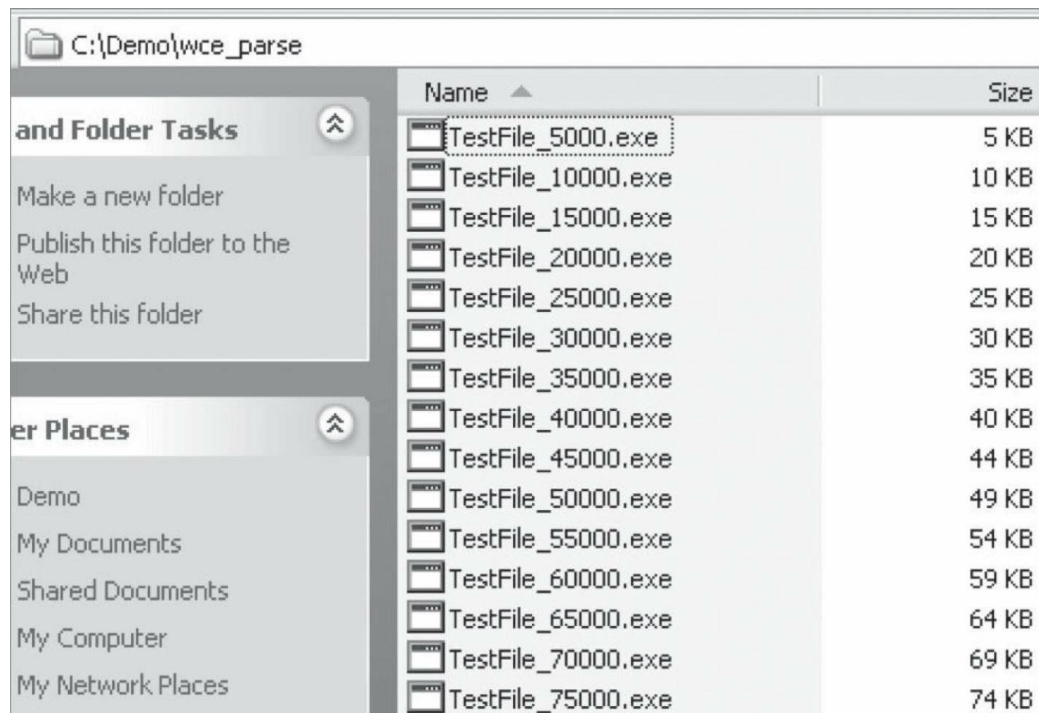 C:\Demo\wce_parse
and Folder Tasks
Make a new folder
Publish this folder to the
Web
Share this folder
er Places
Demo
My Documents
Shared Documents
My Computer
My Network Places
Name Size
TestFile_5000.exe 5 KB
TestFile_10000.exe 10 KB
TestFile_15000.exe 15 KB
TestFile_20000.exe 20 KB
TestFile_25000.exe 25 KB
TestFile_30000.exe 30 KB
TestFile_35000.exe 35 KB
TestFile_40000.exe 40 KB
TestFile_45000.exe 44 KB
TestFile_50000.exe 49 KB
TestFile_55000.exe 54 KB
TestFile_60000.exe 59 KB
TestFile_65000.exe 64 KB
TestFile_70000.exe 69 KB
TestFile_75000.exe 74 KB